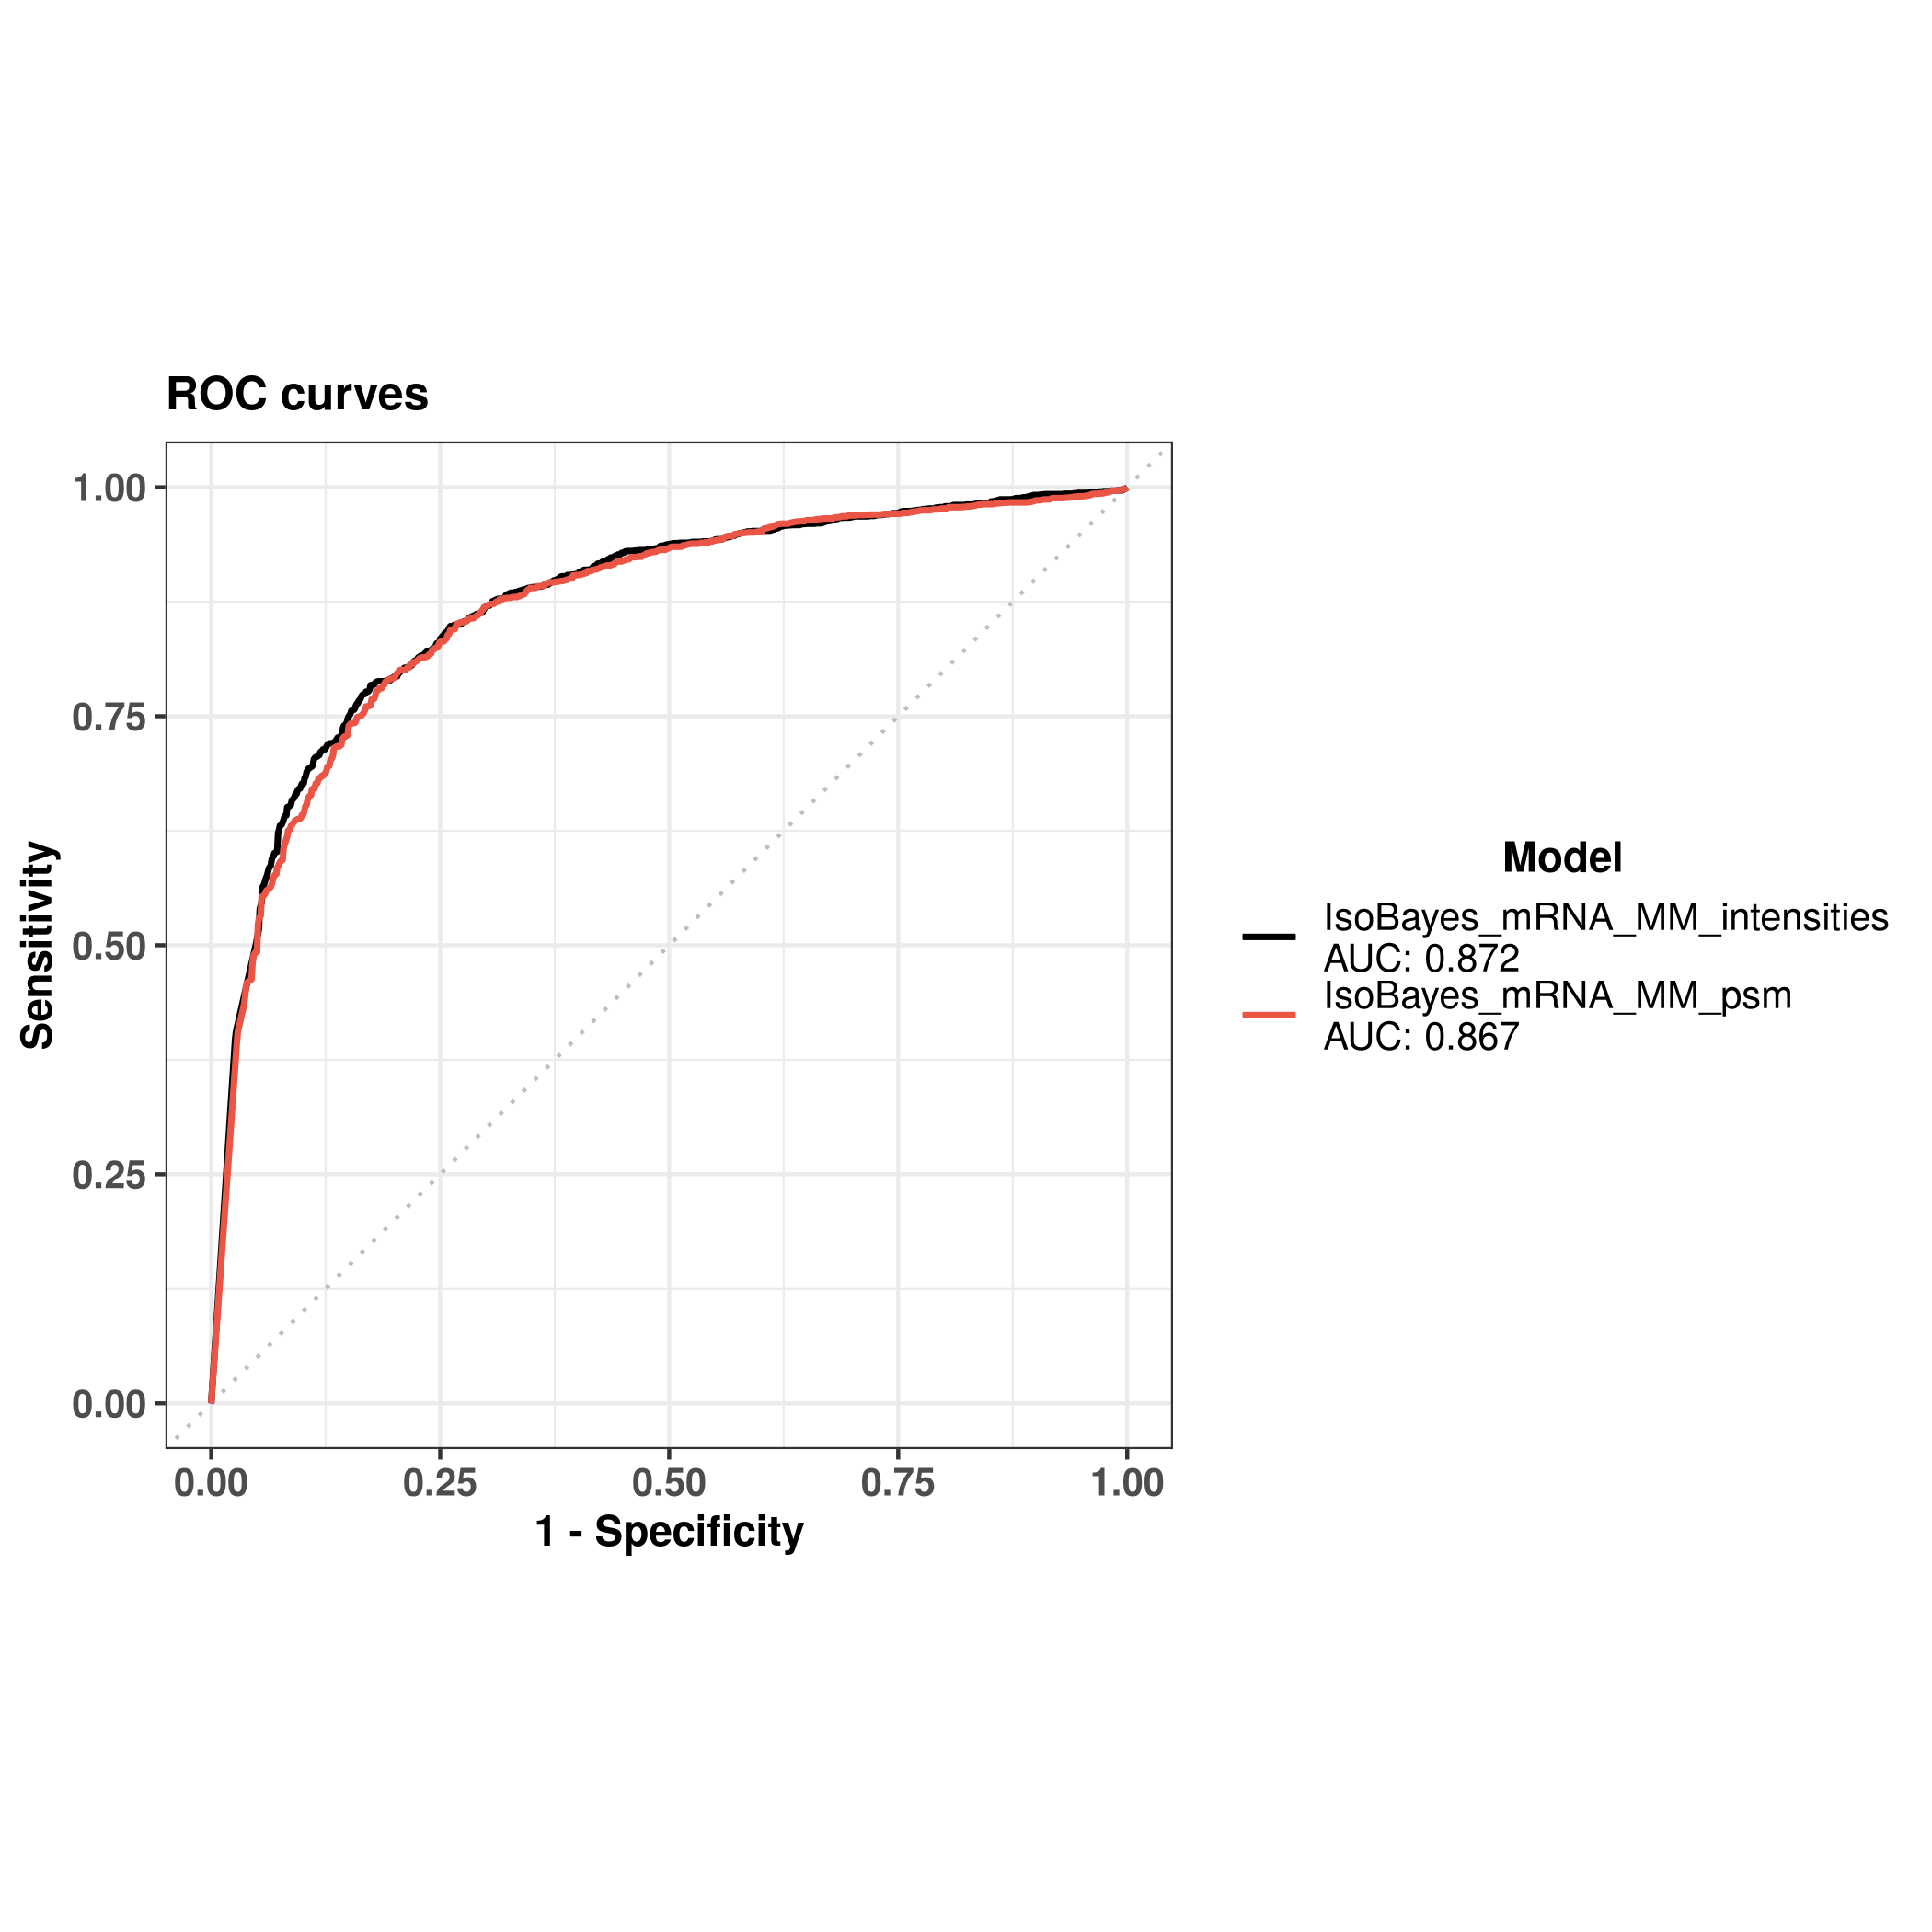 ROC curves
1.00
0.75
0.50
0.25
0.00
Sensitivity
0.00 0.25 0.50 0.75 1.00
1 - Specificity
Model
IsoBayes_mRNA_MM_intensities
AUC: 0.872
IsoBayes_mRNA_MM_psm
AUC: 0.867